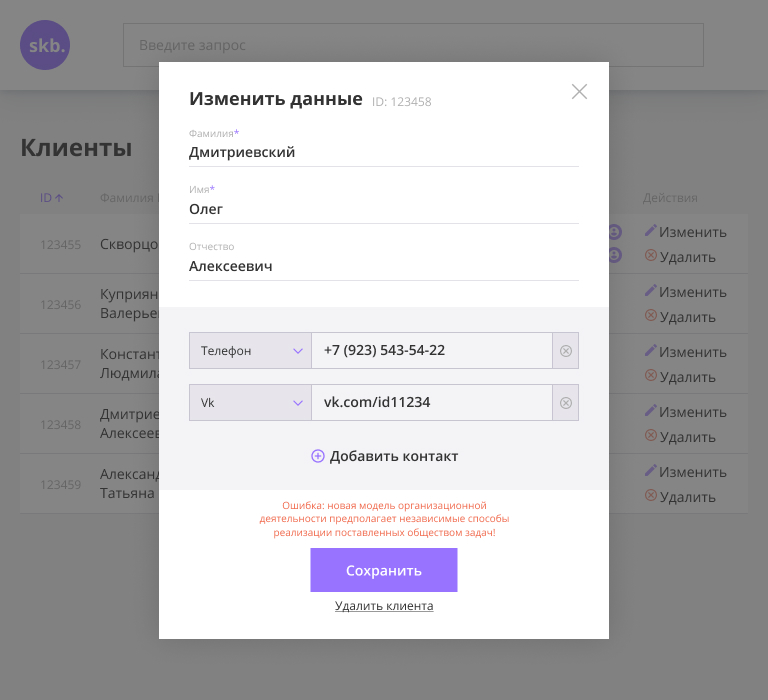 skb.
Введите запрос
Изменить данные ID: 123458
Фамилия*
Дмитриевский
Имя*
Олег
Отчество
Алексеевич
Телефон +7 (923) 543-54-22
Vk vk.com/id11234
Добавить контакт
Ошибка: новая модель организационной
деятельности предполагает независимые способы
реализации поставленных обществом задач!
Сохранить
Удалить клиента
Клиенты
ID Фамилия Действия
123455 Скворцо Изменить
Удалить
123456 Куприян Изменить
Валерье Удалить
123457 Констант Изменить
Людмила Удалить
123458 Дмитрие Изменить
Алексеев Удалить
123459 Александ Изменить
Татьяна Удалить